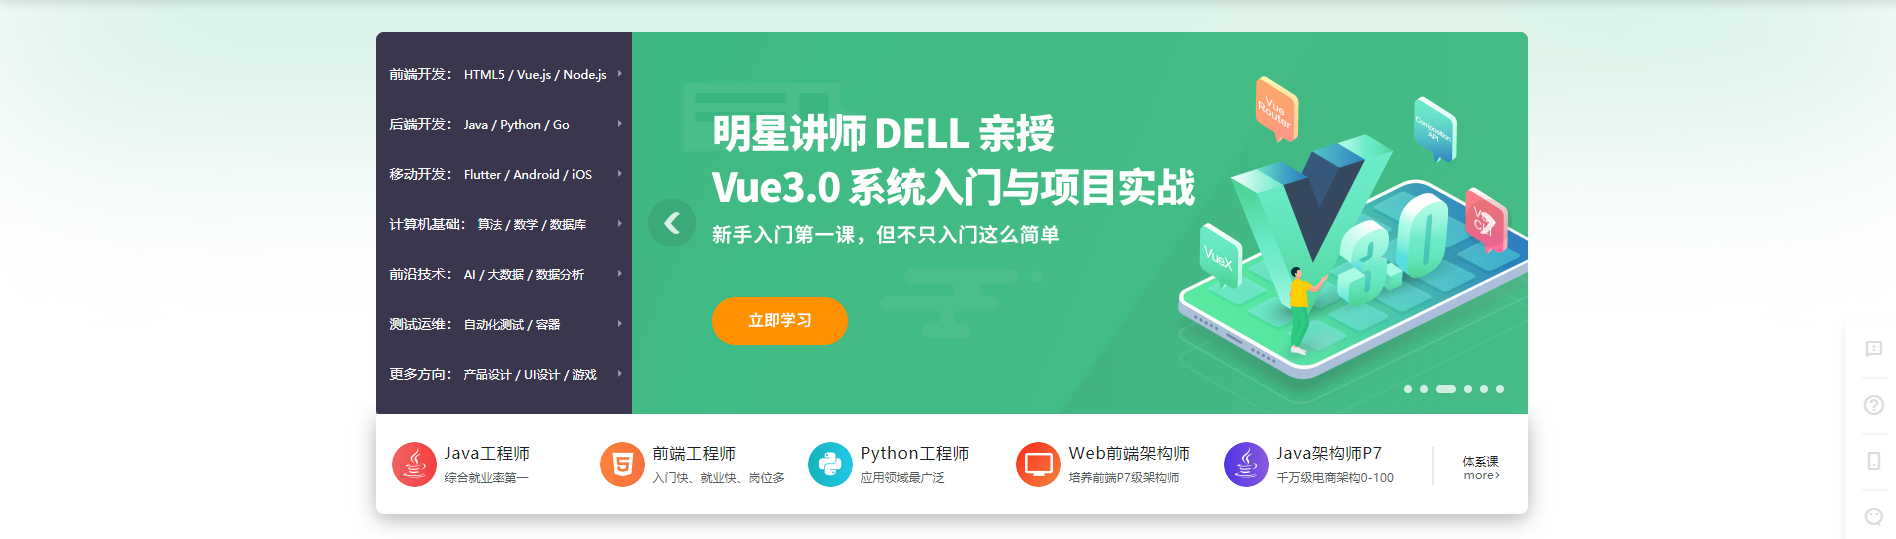 前端开发： HTML5 / Vue.js / Node.js
后端开发： Java / Python / Go
移动开发： Flutter / Android / iOS
计算机基础： 算法 / 数学 / 数据库
前沿技术： AI / 大数据 / 数据分析
测试运维： 自动化测试 / 容器
更多方向： 产品设计 / UI设计 / 游戏
明星讲师 DELL 亲授
Vue3.0 系统入门与项目实战
新手入门第一课，但不只入门这么简单
立即学习
Vue
Router
Composition
API
VueX
3.0
Java工程师
综合就业率第一
前端工程师
入门快、就业快、岗位多
Python工程师
应用领域最广泛
Web前端架构师
培养前端P7级架构师
Java架构师P7
千万级电商架构0-100
体系课
more